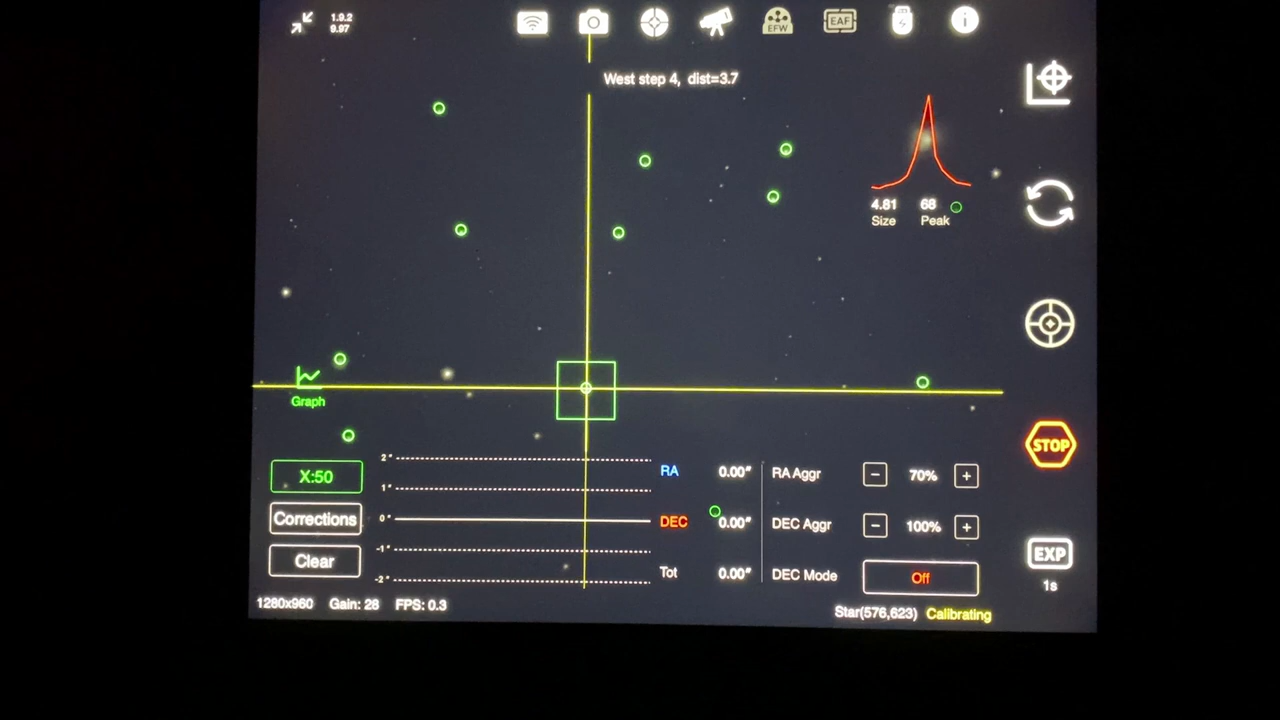 1.9.2
9.97
EFW
EAF
West step 4, dist=3.7
4.81 68
Size Peak
Graph
X:50
Corrections
Clear
2"
1"
0"
-1"
-2"
RA 0.00"
DEC 0.00"
Tot 0.00"
RA Aggr - 70% +
DEC Aggr - 100% +
DEC Mode Off
STOP
EXP
1s
1280x960 Gain: 28 FPS: 0.3
Star(576,623) Calibrating